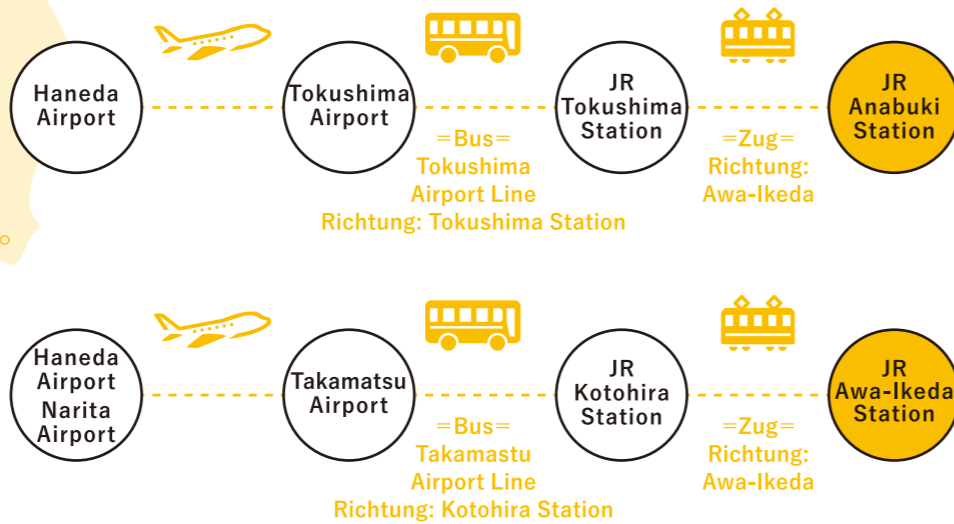 Haneda
Airport
Tokushima
Airport
=Bus=
Tokushima
Airport Line
Richtung: Tokushima Station
JR
Tokushima
Station
=Zug=
Richtung:
Awa-Ikeda
JR
Anabuki
Station
Haneda
Airport
Narita
Airport
Takamatsu
Airport
=Bus=
Takamastu
Airport Line
Richtung: Kotohira Station
JR
Kotohira
Station
=Zug=
Richtung:
Awa-Ikeda
JR
Awa-Ikeda
Station